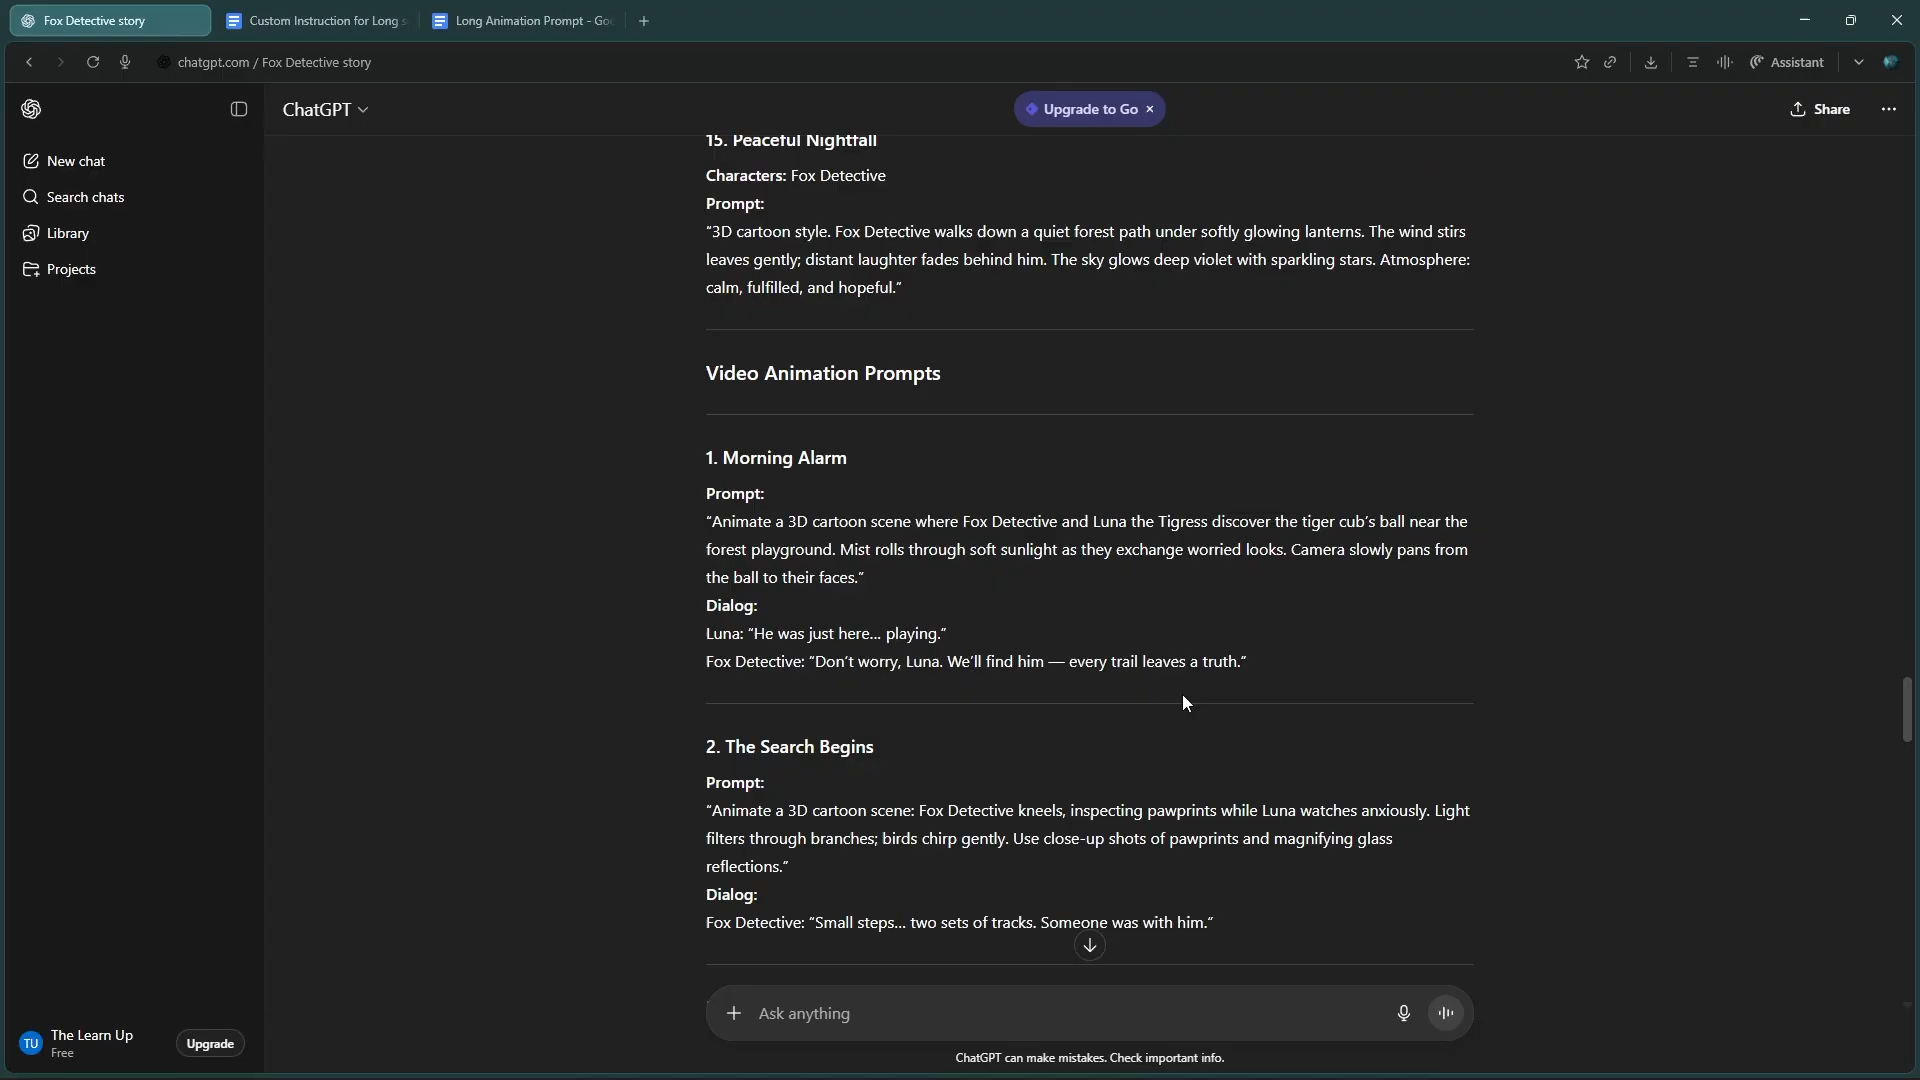 Fox Detective story
Custom Instruction for Long s
Long Animation Prompt - Goo
chatgpt.com / Fox Detective story
Assistant
ChatGPT
Upgrade to Go
Share
New chat
Search chats
Library
Projects
15. Peaceful Nightfall
Characters: Fox Detective
Prompt:
“3D cartoon style. Fox Detective walks down a quiet forest path under softly glowing lanterns. The wind stirs
leaves gently; distant laughter fades behind him. The sky glows deep violet with sparkling stars. Atmosphere:
calm, fulfilled, and hopeful.”
Video Animation Prompts
1. Morning Alarm
Prompt:
“Animate a 3D cartoon scene where Fox Detective and Luna the Tigress discover the tiger cub’s ball near the
forest playground. Mist rolls through soft sunlight as they exchange worried looks. Camera slowly pans from
the ball to their faces.”
Dialog:
Luna: “He was just here... playing.”
Fox Detective: “Don’t worry, Luna. We’ll find him — every trail leaves a truth.”
2. The Search Begins
Prompt:
“Animate a 3D cartoon scene: Fox Detective kneels, inspecting pawprints while Luna watches anxiously. Light
filters through branches; birds chirp gently. Use close-up shots of pawprints and magnifying glass
reflections.”
Dialog:
Fox Detective: “Small steps... two sets of tracks. Someone was with him.”
Ask anything
ChatGPT can make mistakes. Check important info.
TU
The Learn Up
Free
Upgrade